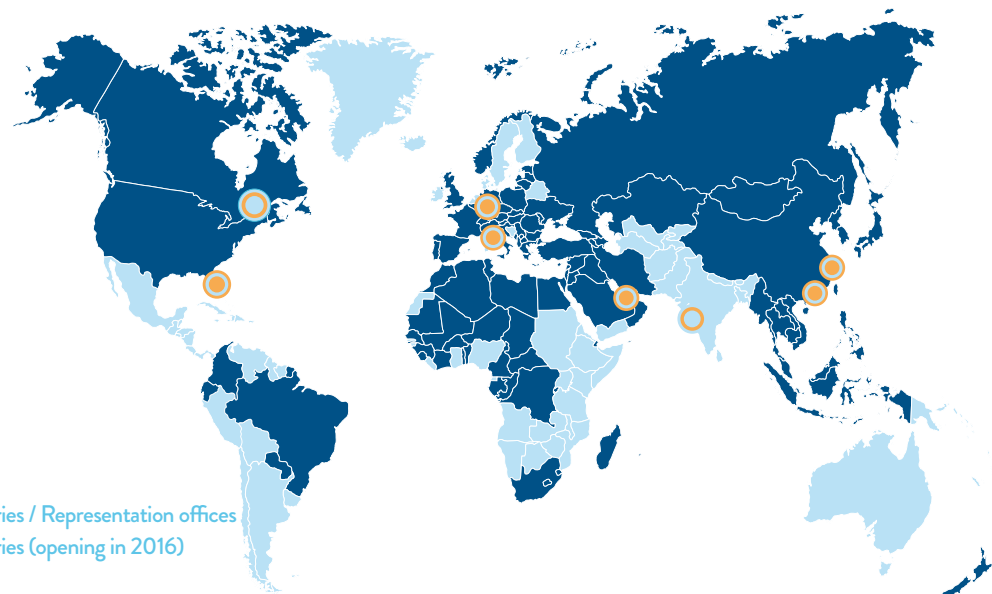 ries / Representation offices
ries (opening in 2016)